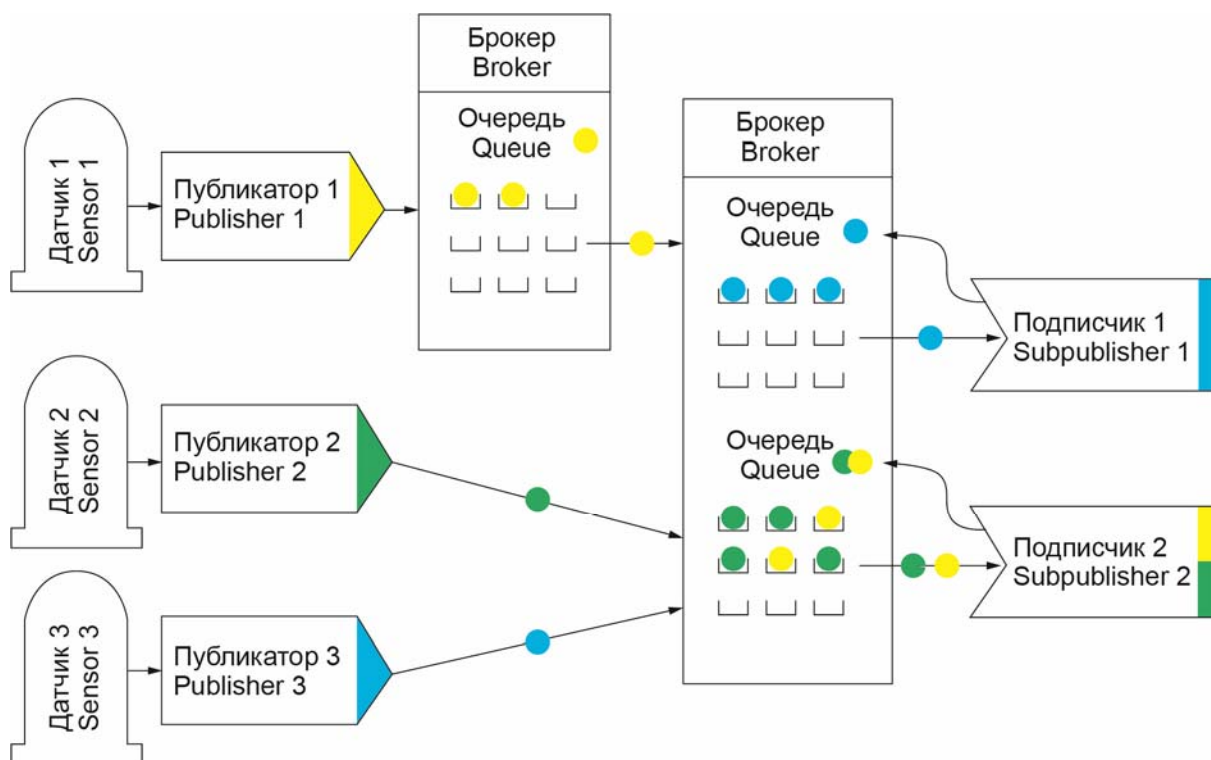 Датчик 1
Sensor 1
Публикатор 1
Publisher 1
Брокер
Broker
Очередь
Queue
Брокер
Broker
Очередь
Queue
Подписчик 1
Subpublisher 1
Датчик 2
Sensor 2
Публикатор 2
Publisher 2
Очередь
Queue
Подписчик 2
Subpublisher 2
Датчик 3
Sensor 3
Публикатор 3
Publisher 3